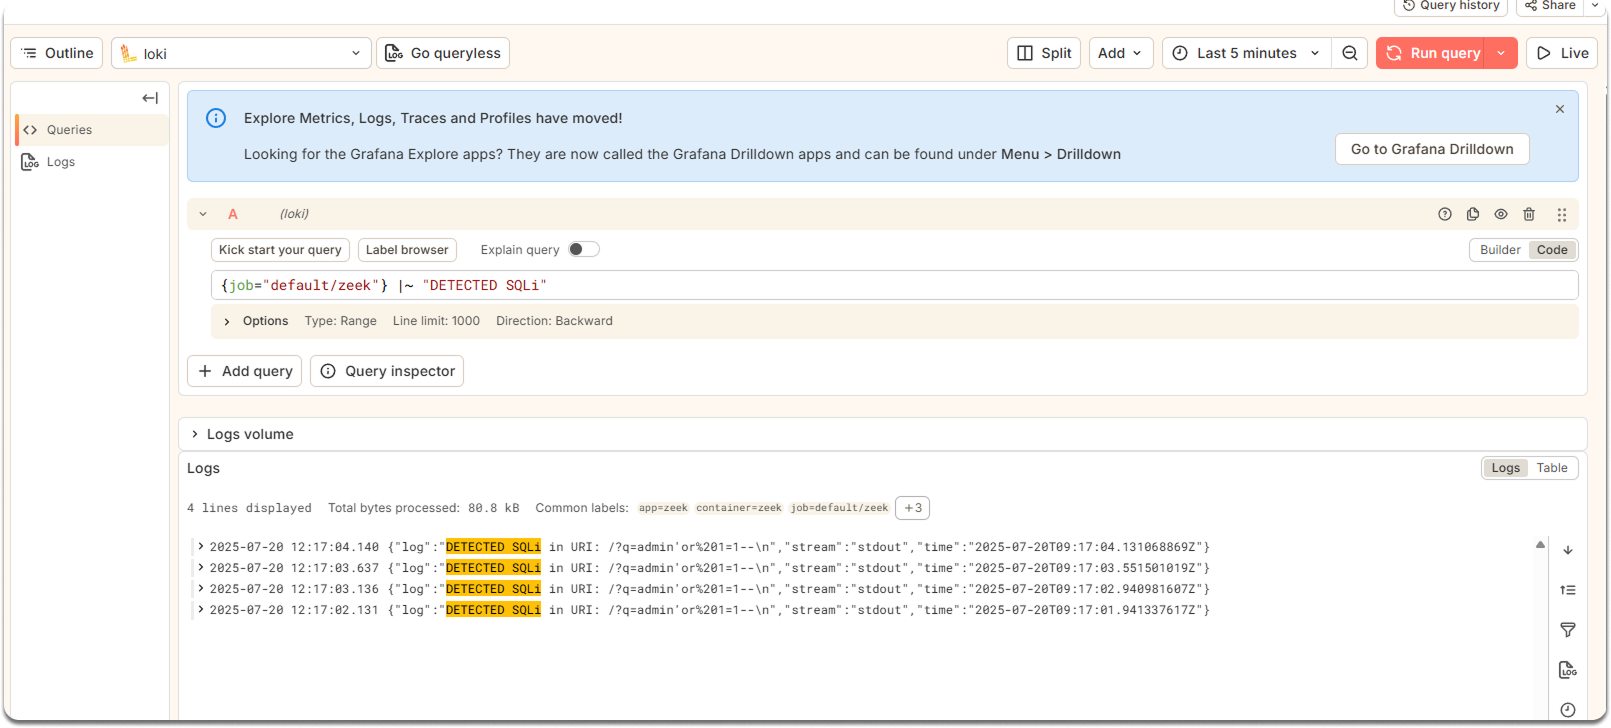 Query history Share
Outline loki Go queryless Split Add Last 5 minutes Run query Live
Queries
Logs
Explore Metrics, Logs, Traces and Profiles have moved!
Looking for the Grafana Explore apps? They are now called the Grafana Drilldown apps and can be found under Menu > Drilldown
Go to Grafana Drilldown
A (loki)
Kick start your query Label browser Explain query Builder Code
{job="default/zeek"} |~ "DETECTED SQLi"
Options Type: Range Line limit: 1000 Direction: Backward
+ Add query Query inspector
Logs volume
Logs Logs Table
4 lines displayed Total bytes processed: 80.8 kB Common labels: app=zeek container=zeek job=default/zeek +3
2025-07-20 12:17:04.140 {"log":"DETECTED SQLi in URI: /?q=admin'or%201=1--\n","stream":"stdout","time":"2025-07-20T09:17:04.131068869Z"}
2025-07-20 12:17:03.637 {"log":"DETECTED SQLi in URI: /?q=admin'or%201=1--\n","stream":"stdout","time":"2025-07-20T09:17:03.551501019Z"}
2025-07-20 12:17:03.136 {"log":"DETECTED SQLi in URI: /?q=admin'or%201=1--\n","stream":"stdout","time":"2025-07-20T09:17:02.940981607Z"}
2025-07-20 12:17:02.131 {"log":"DETECTED SQLi in URI: /?q=admin'or%201=1--\n","stream":"stdout","time":"2025-07-20T09:17:01.941337617Z"}